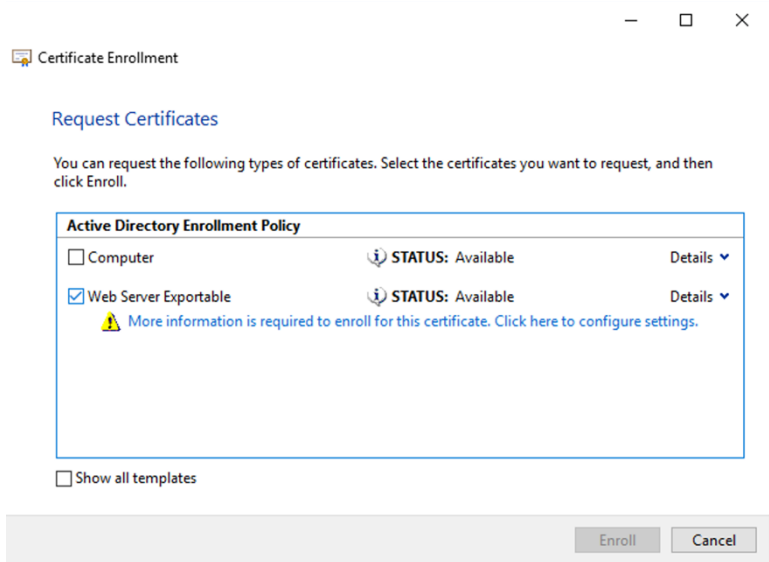 Certificate Enrollment
Request Certificates
You can request the following types of certificates. Select the certificates you want to request, and then
click Enroll.
Active Directory Enrollment Policy
Computer STATUS: Available Details
Web Server Exportable STATUS: Available Details
More information is required to enroll for this certificate. Click here to configure settings.
Show all templates
Enroll Cancel